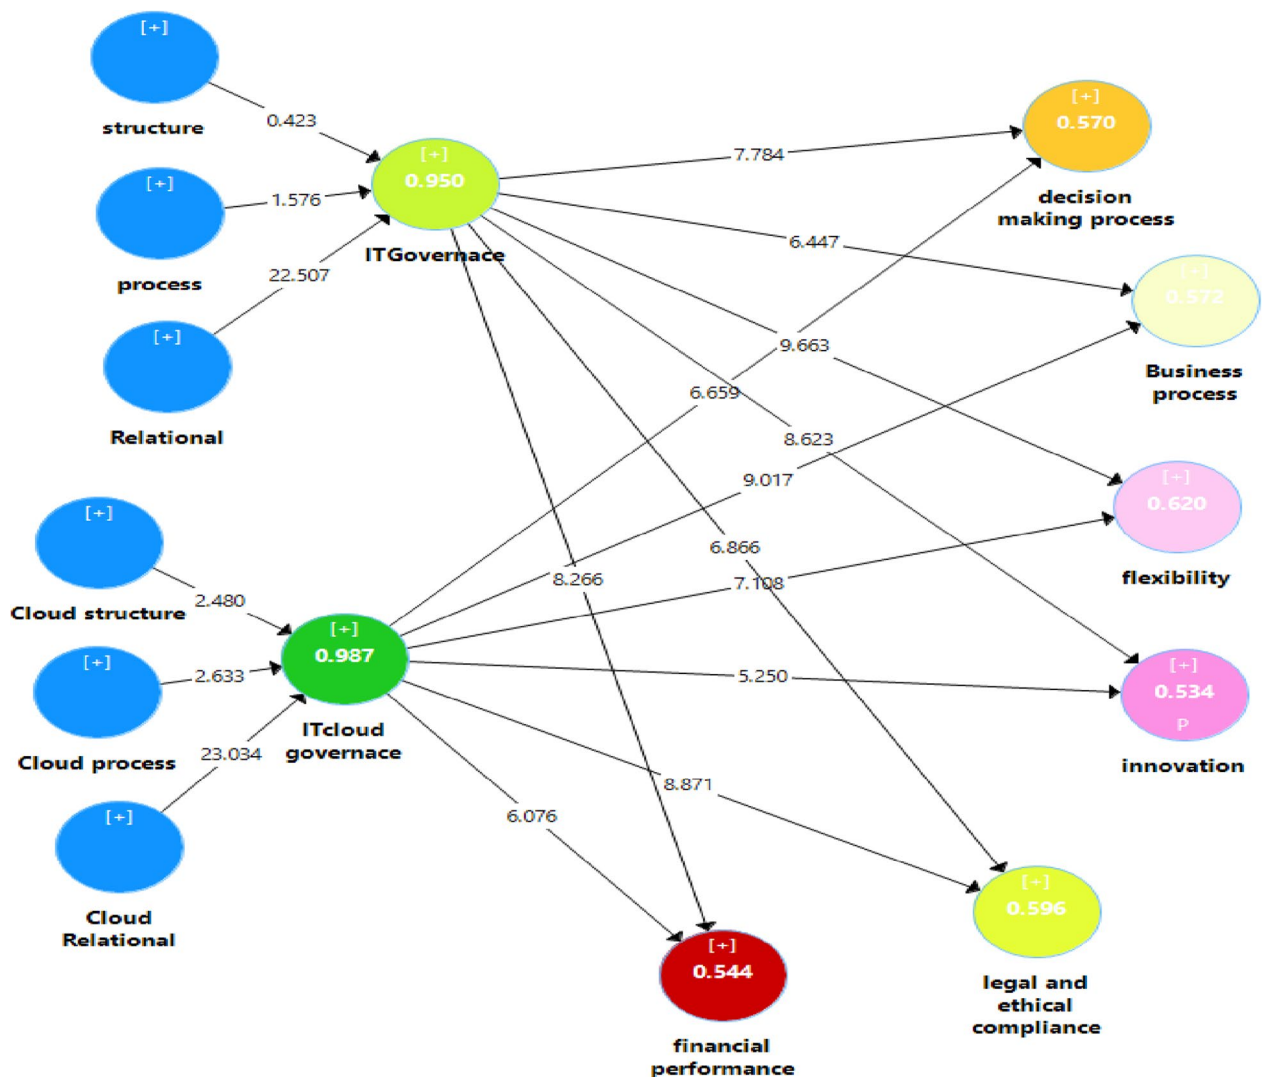 [+]
structure
0.423
[+]
process
1.576
[+]
Relational
22.507
[+]
0.950
ITGovernace
[+]
Cloud structure
2.480
[+]
Cloud process
2.633
[+]
Cloud
Relational
23.034
[+]
0.987
ITcloud
governace
7.784
6.447
9.663
6.659
8.623
9.017
6.866
8.266
7.108
5.250
8.871
6.076
[+]
0.570
decision
making process
[+]
0.572
Business
process
[+]
0.620
flexibility
[+]
0.534
P
innovation
[+]
0.596
legal and
ethical
compliance
[+]
0.544
financial
performance